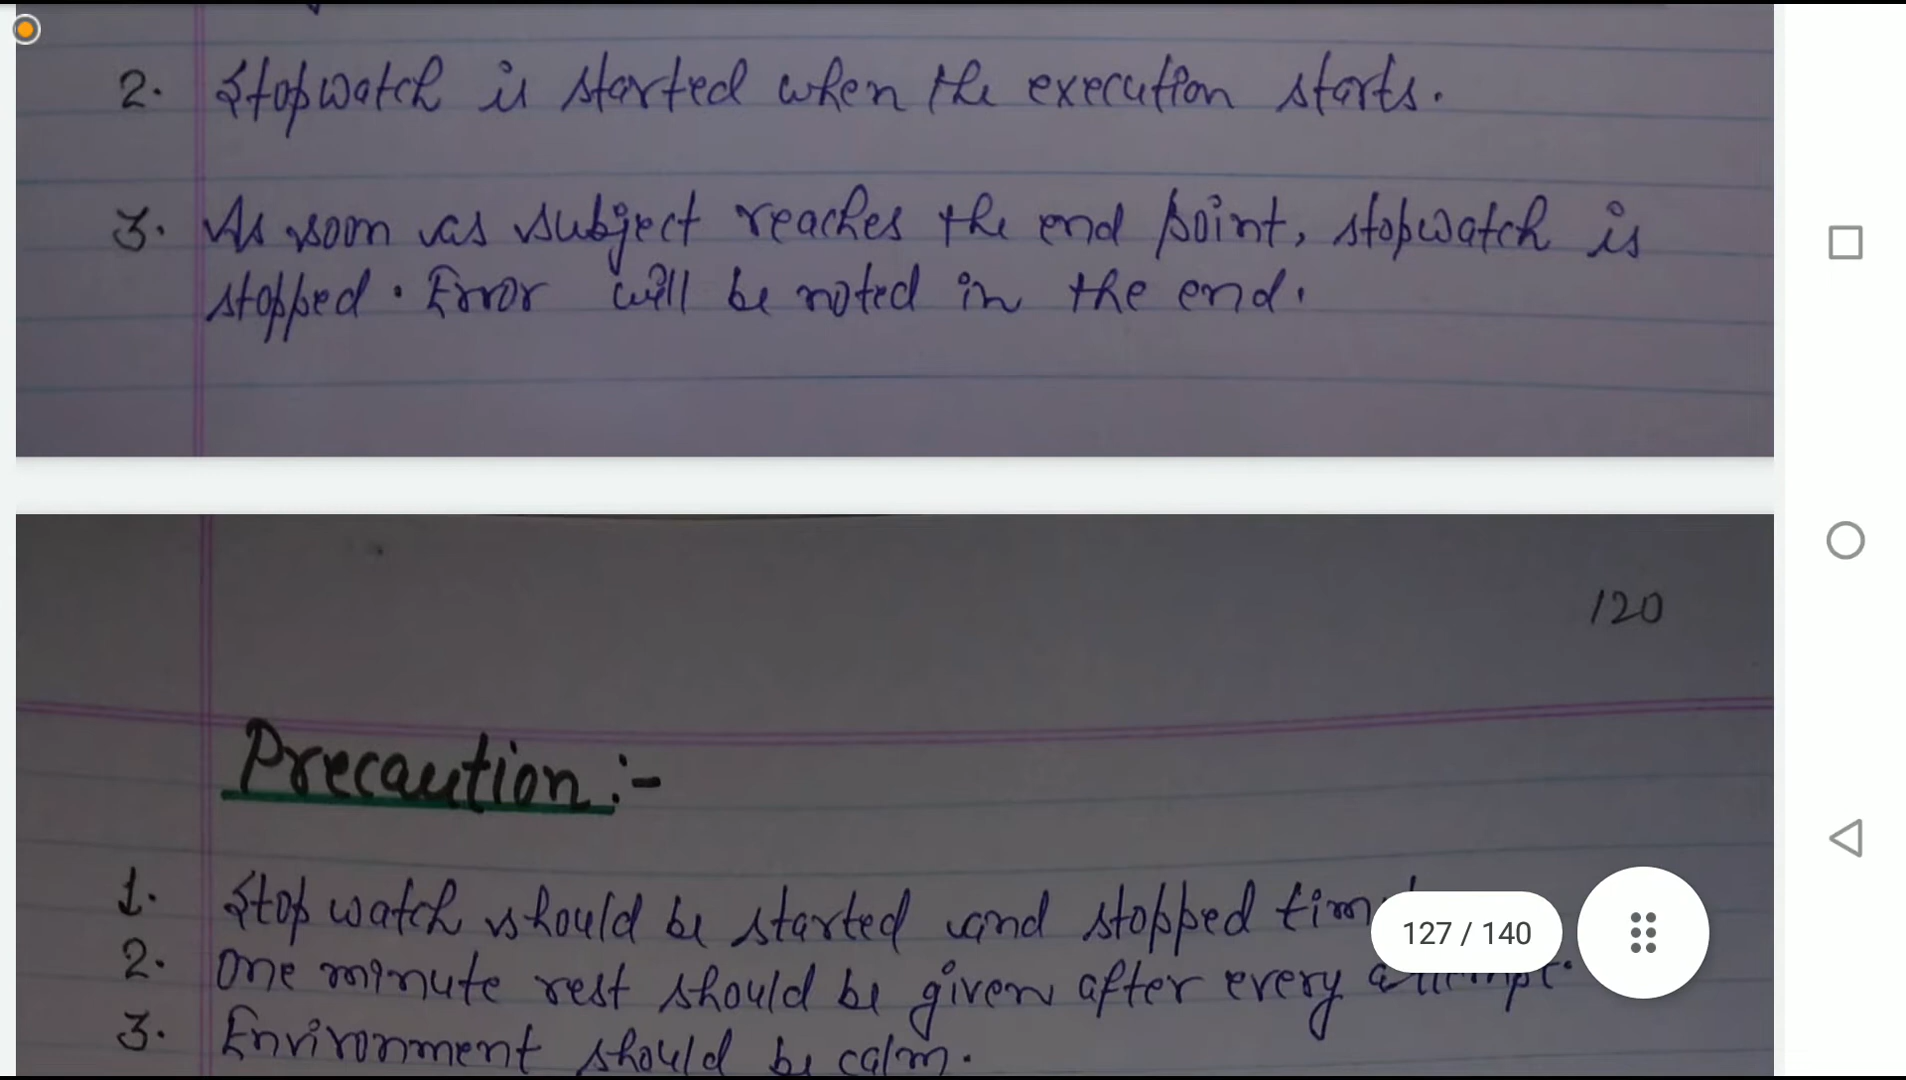 2. Stopwatch is started when the execution starts.
3. As soon as subject reaches the end point, stopwatch is
stopped. Error will be noted in the end.
120
Precaution :-
1. Stop watch should be started and stopped
2. One minute rest should be given after every attempt.
3. Environment should be calm.
127 / 140